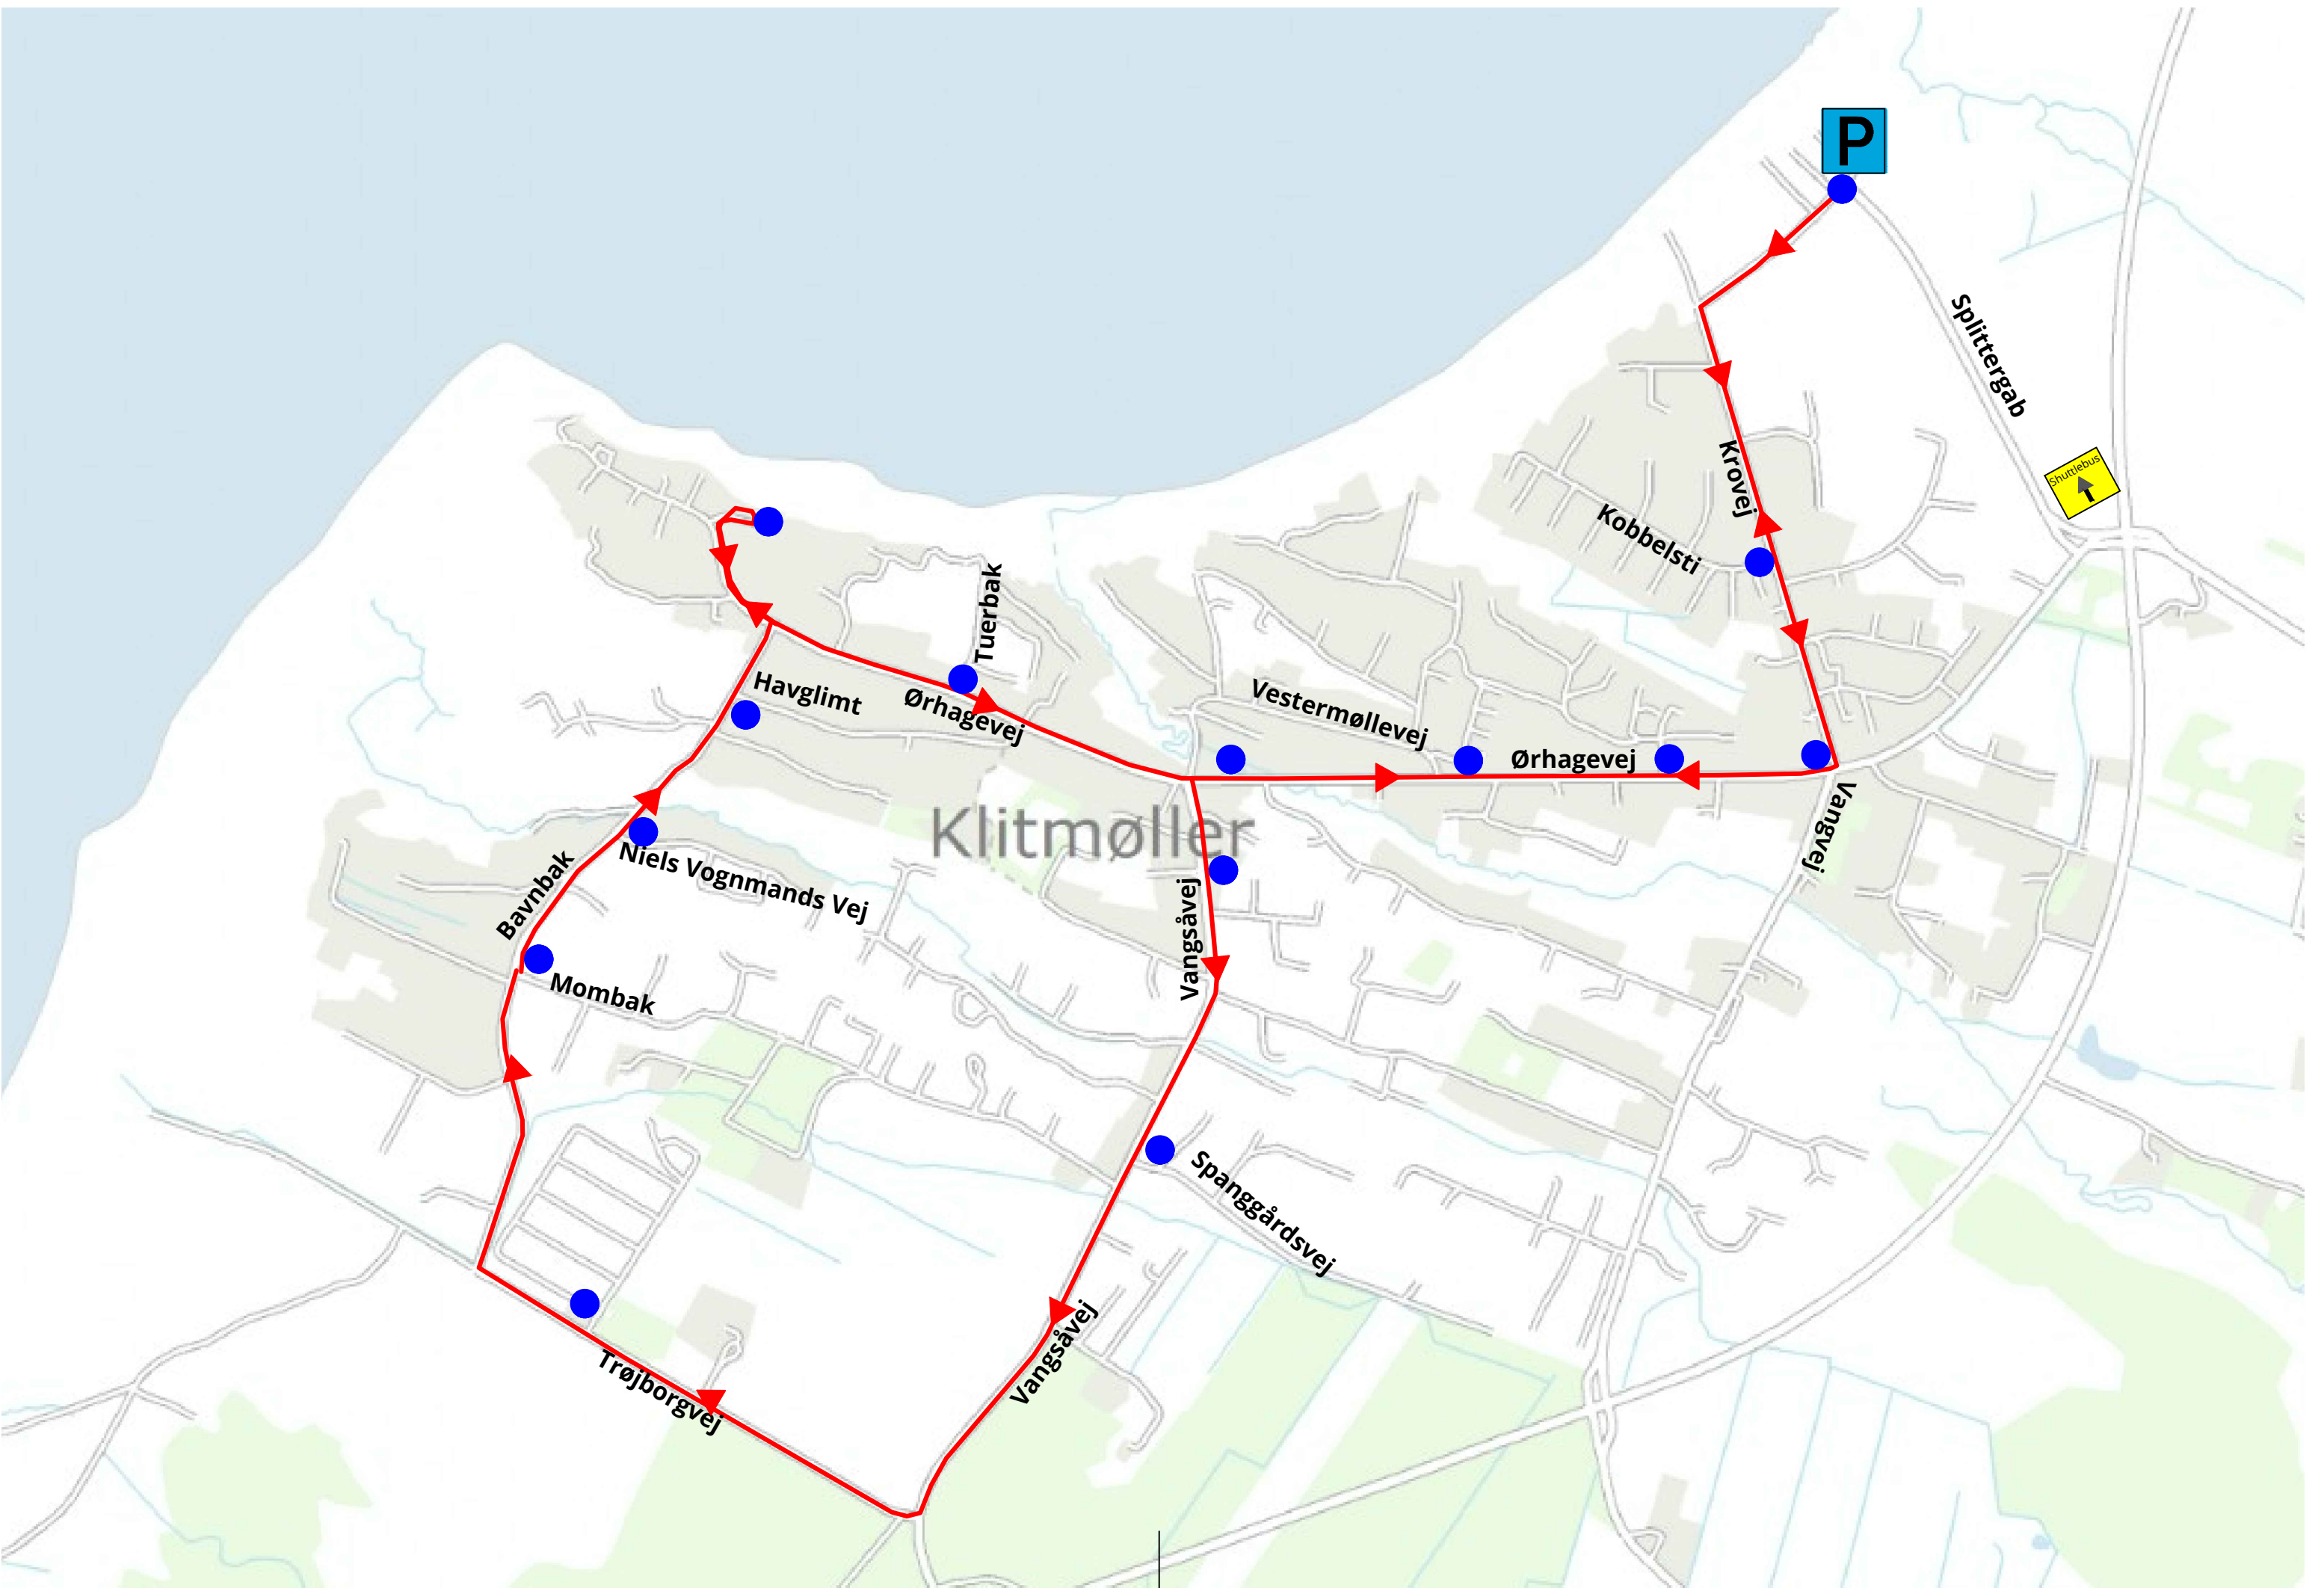 P
Splittergab
Shuttlebus
Krovej
Kobbelsti
Tuerbak
Havglimt
Ørhagevej
Vestermøllevej
Ørhagevej
Vangvej
Klitmøller
Niels Vognmands Vej
Bavnbak
Vangsåvej
Mombak
Spanggårdsvej
Vangsåvej
Trøjborgvej